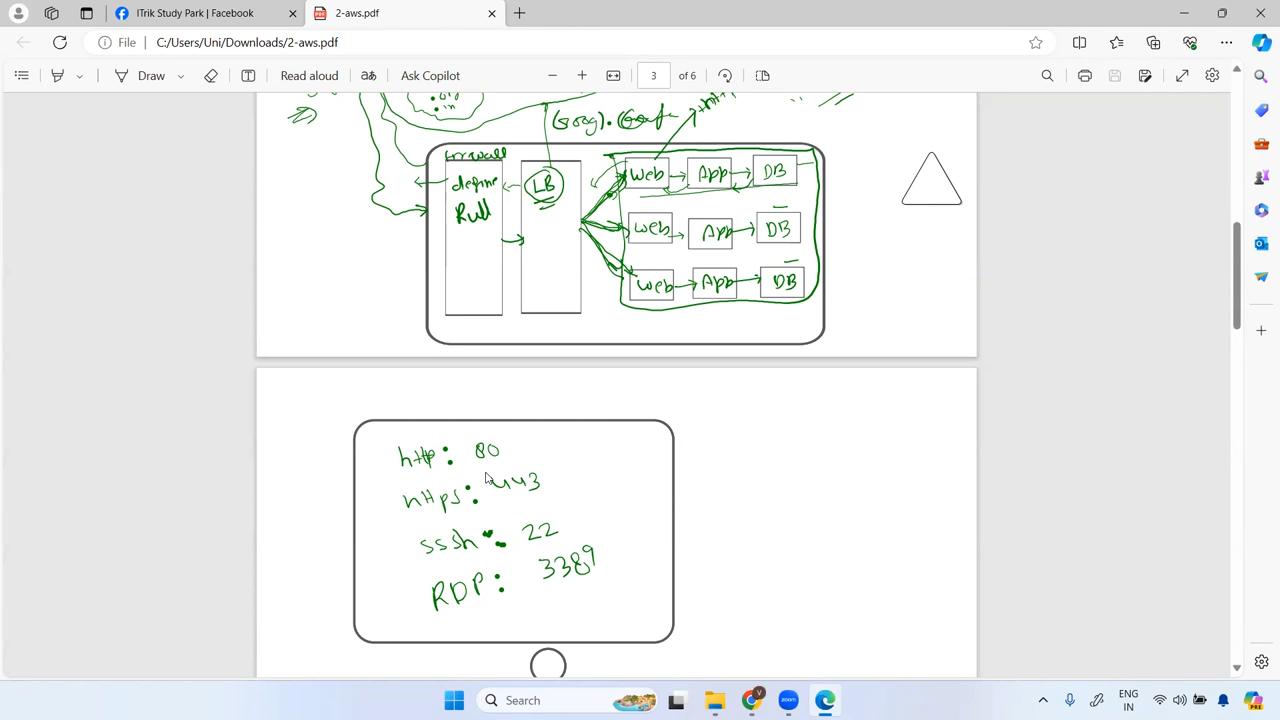 ITrik Study Park | Facebook
2-aws.pdf
File C:/Users/Uni/Downloads/2-aws.pdf
Draw Read aloud Ask Copilot 3 of 6
define
Rull
LB
Web App DB
Web App DB
Web App DB
http: 80
https: 443
sssh: 22
RDP: 3389
Search
ENG
IN
PRE